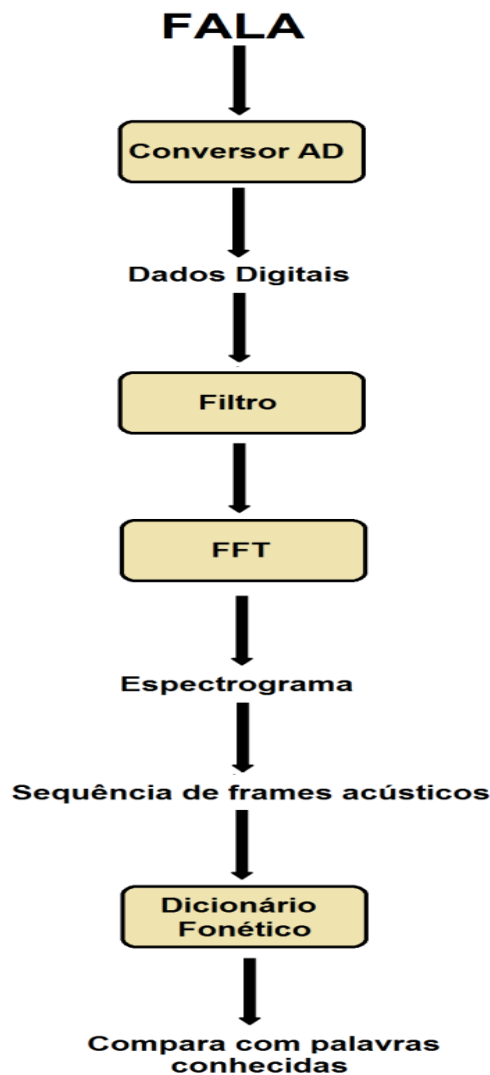 FALA
Conversor AD
Dados Digitais
Filtro
FFT
Espectrograma
Sequência de frames acústicos
Dicionário
Fonético
Compara com palavras
conhecidas